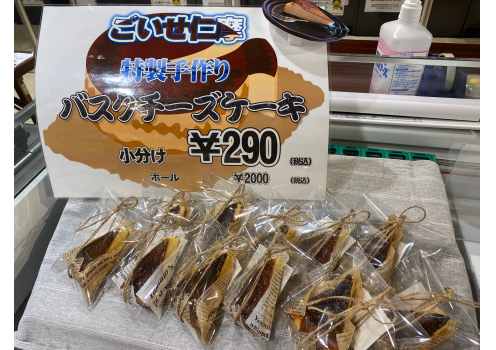 ごいせ仁摩
特製手作り
バスクチーズケーキ
小分け ¥290 (税込)
ホール ¥2000 (税込)